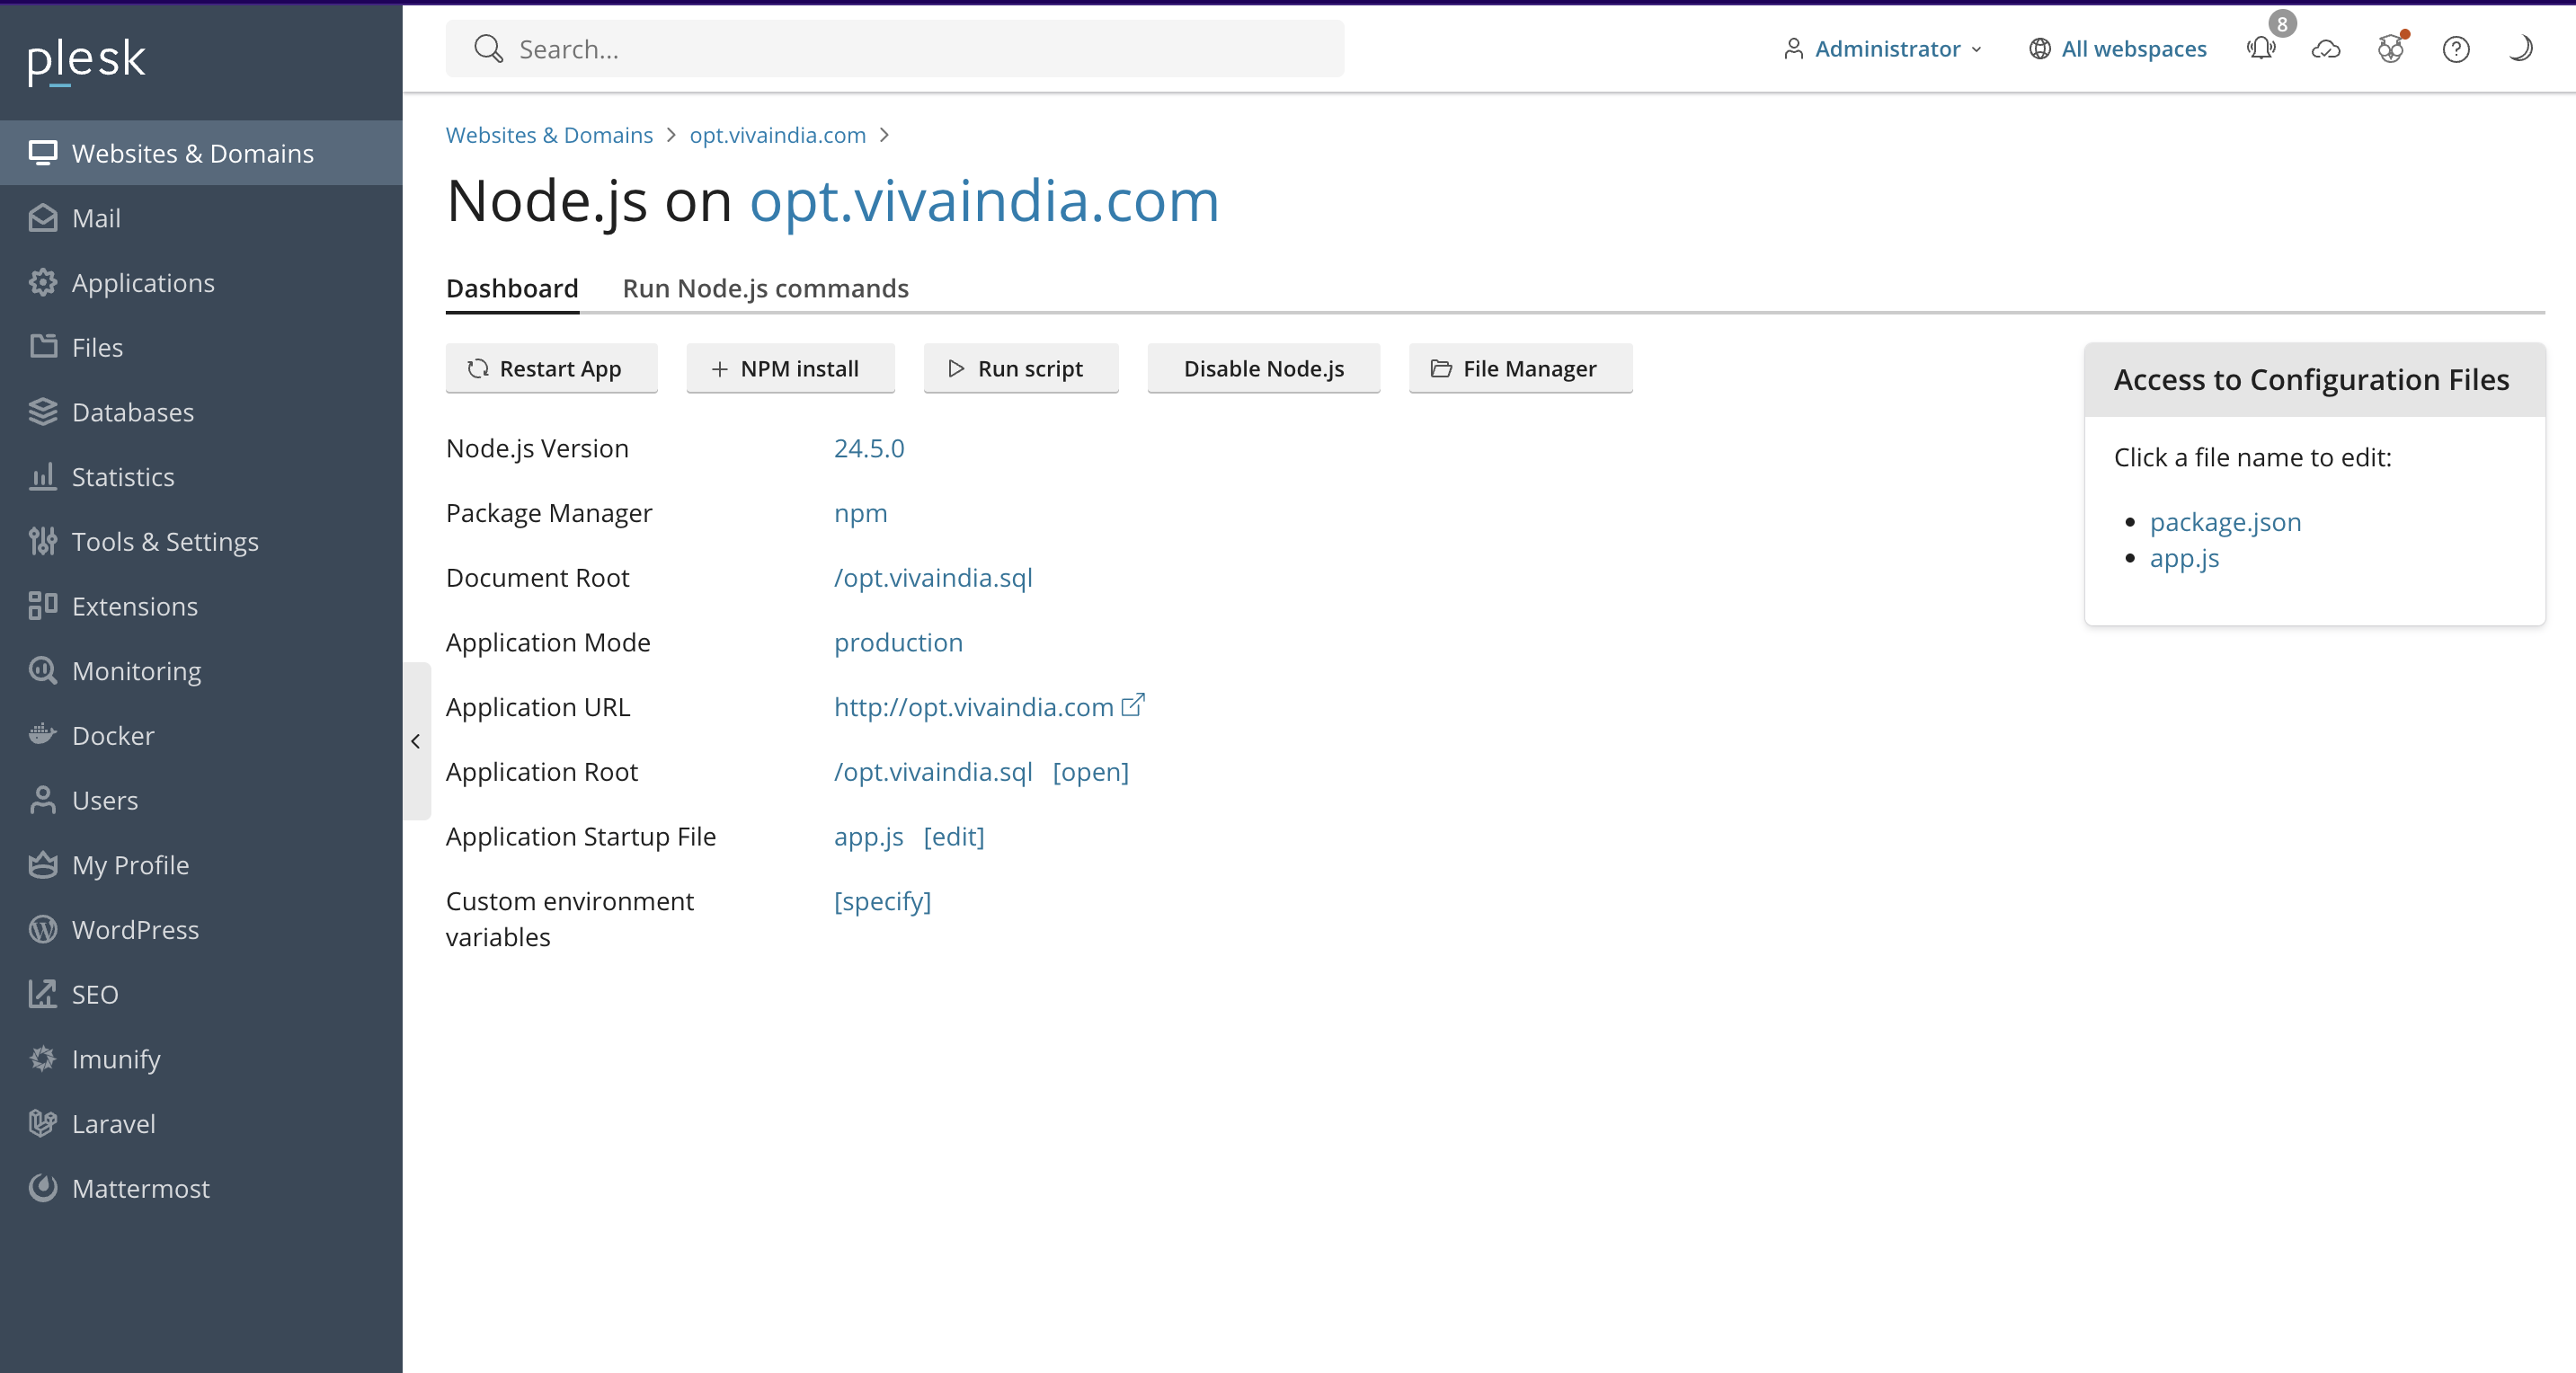 plesk
Search...
Administrator
All webspaces
8
Websites & Domains
Mail
Applications
Files
Databases
Statistics
Tools & Settings
Extensions
Monitoring
Docker
Users
My Profile
WordPress
SEO
Imunify
Laravel
Mattermost
Websites & Domains > opt.vivaindia.com >
Node.js on opt.vivaindia.com
Dashboard Run Node.js commands
Restart App + NPM install Run script Disable Node.js File Manager
Node.js Version 24.5.0
Package Manager npm
Document Root /opt.vivaindia.sql
Application Mode production
Application URL http://opt.vivaindia.com
Application Root /opt.vivaindia.sql [open]
Application Startup File app.js [edit]
Custom environment [specify]
variables
Access to Configuration Files
Click a file name to edit:
• package.json
• app.js